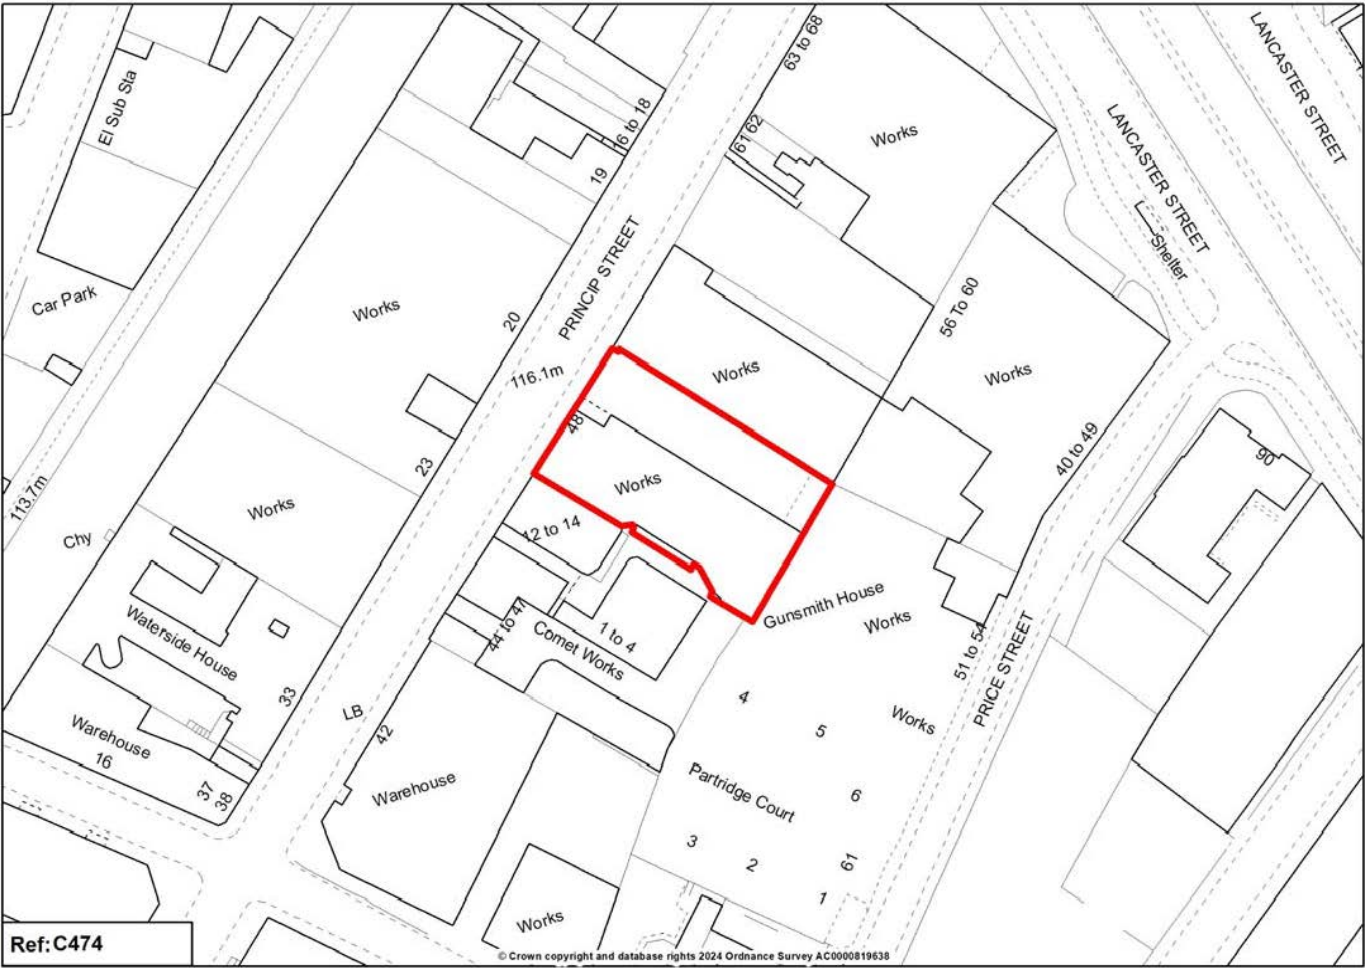 LANCASTER STREET
63 to 68
El Sub Sta
16 to 18
61 62
Works
LANCASTER STREET
19
Shelter
PRINCIP STREET
Car Park
Works
20
56 To 60
116.1m
Works
Works
48
40 to 49
90
23
Works
113.7m
Works
12 to 14
Chy
Gunsmith House
Works
Waterside House
44 to 47
Comet Works
1 to 4
51 to 54
PRICE STREET
33
4
LB
5
Works
42
Warehouse
16
37
38
Warehouse
Partridge Court
6
3
2
61
1
Works
Ref:C474
© Crown copyright and database rights 2024 Ordnance Survey AC0000819638